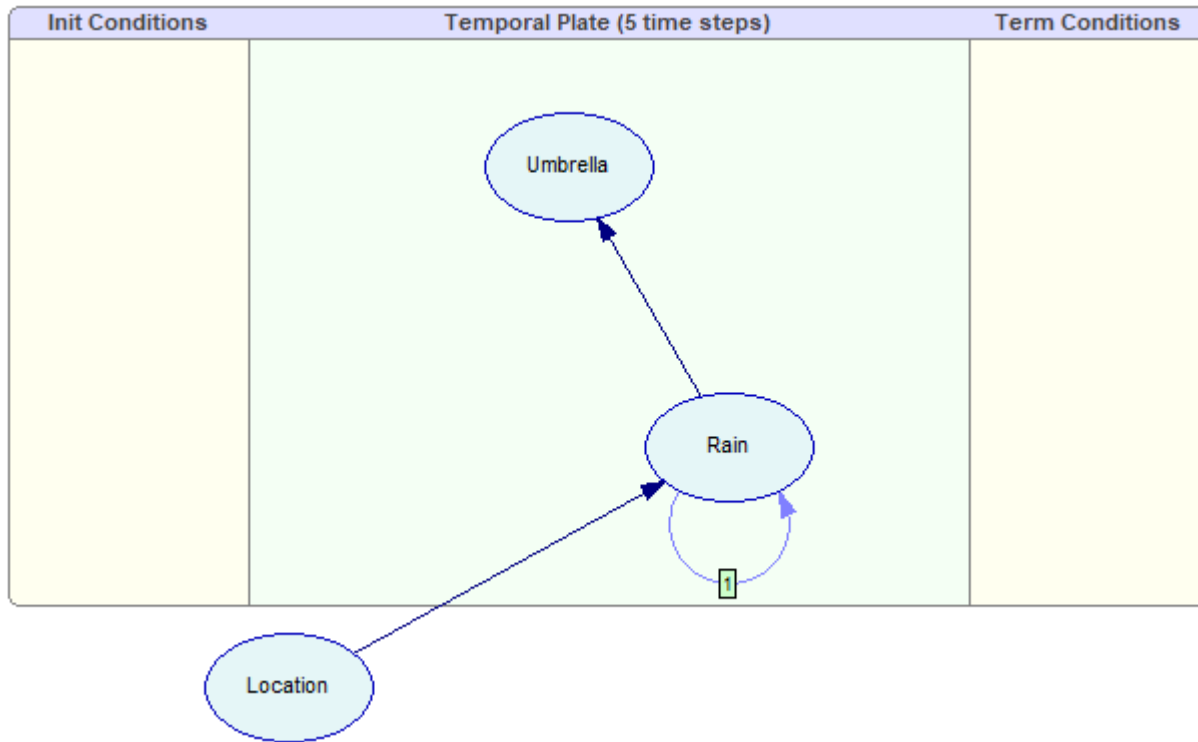 Init Conditions
Temporal Plate (5 time steps)
Term Conditions
Umbrella
Rain
1
Location